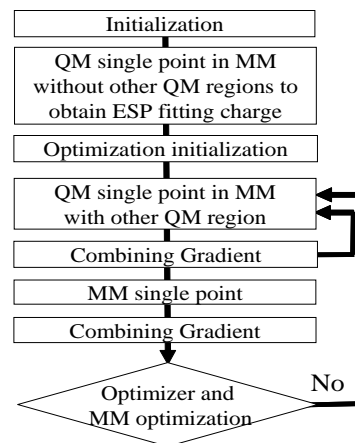 Initialization
QM single point in MM
without other QM regions to
obtain ESP fitting charge
Optimization initialization
QM single point in MM
with other QM region
Combining Gradient
MM single point
Combining Gradient
Optimizer and
MM optimization
No